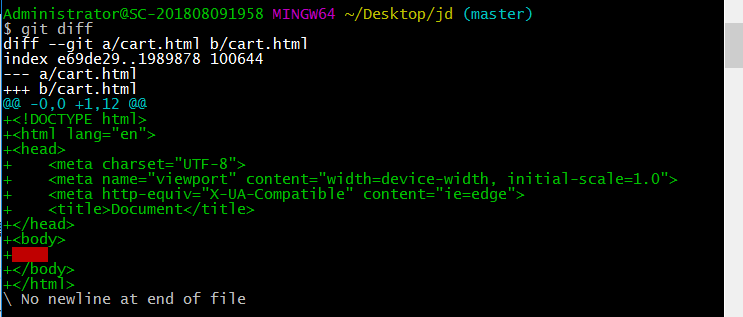 Administrator@SC-201808091958 MINGW64 ~/Desktop/jd (master)
$ git diff
diff --git a/cart.html b/cart.html
index e69de29..1989878 100644
--- a/cart.html
+++ b/cart.html
@@ -0,0 +1,12 @@
+<!DOCTYPE html>
+<html lang="en">
+<head>
+    <meta charset="UTF-8">
+    <meta name="viewport" content="width=device-width, initial-scale=1.0">
+    <meta http-equiv="X-UA-Compatible" content="ie=edge">
+    <title>Document</title>
+</head>
+<body>
+
+</body>
+</html>
\ No newline at end of file